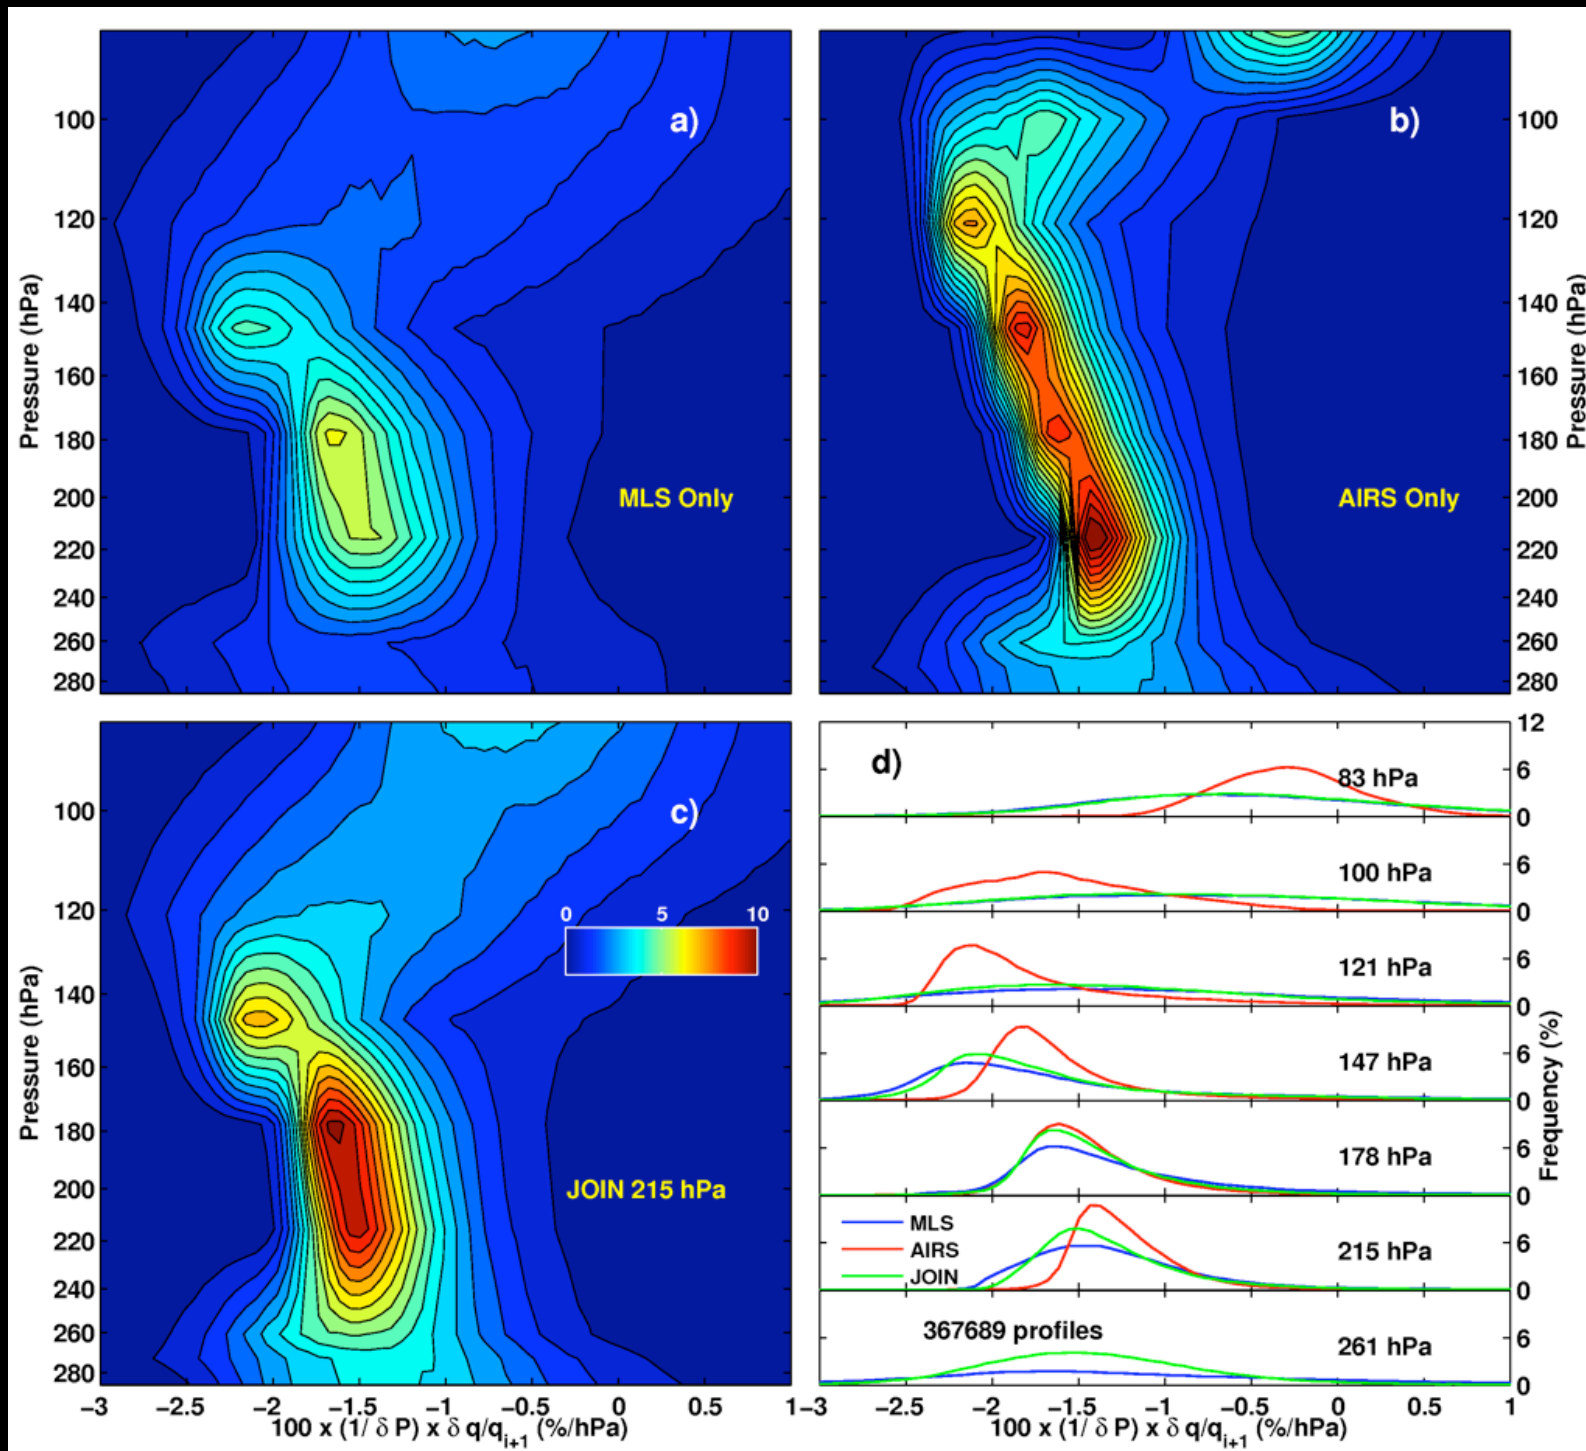 a)
100
120
140
160
180
200
220
240
260
280
Pressure (hPa)
MLS Only
b)
100
120
140
160
180
200
220
240
260
280
Pressure (hPa)
AIRS Only
c)
100
120
140
160
180
200
220
240
260
280
Pressure (hPa)
0 5 10
JOIN 215 hPa
−3 −2.5 −2 −1.5 −1 −0.5 0 0.5 1
100 x (1/ δ P) x δ q/q_{i+1} (%/hPa)
d)
12
6
83 hPa
0
6
100 hPa
0
6
121 hPa
0
6
147 hPa
0
6
178 hPa
0
MLS
AIRS
JOIN
6
215 hPa
0
367689 profiles
6
261 hPa
0
Frequency (%)
−3 −2.5 −2 −1.5 −1 −0.5 0 0.5 1
100 x (1/ δ P) x δ q/q_{i+1} (%/hPa)